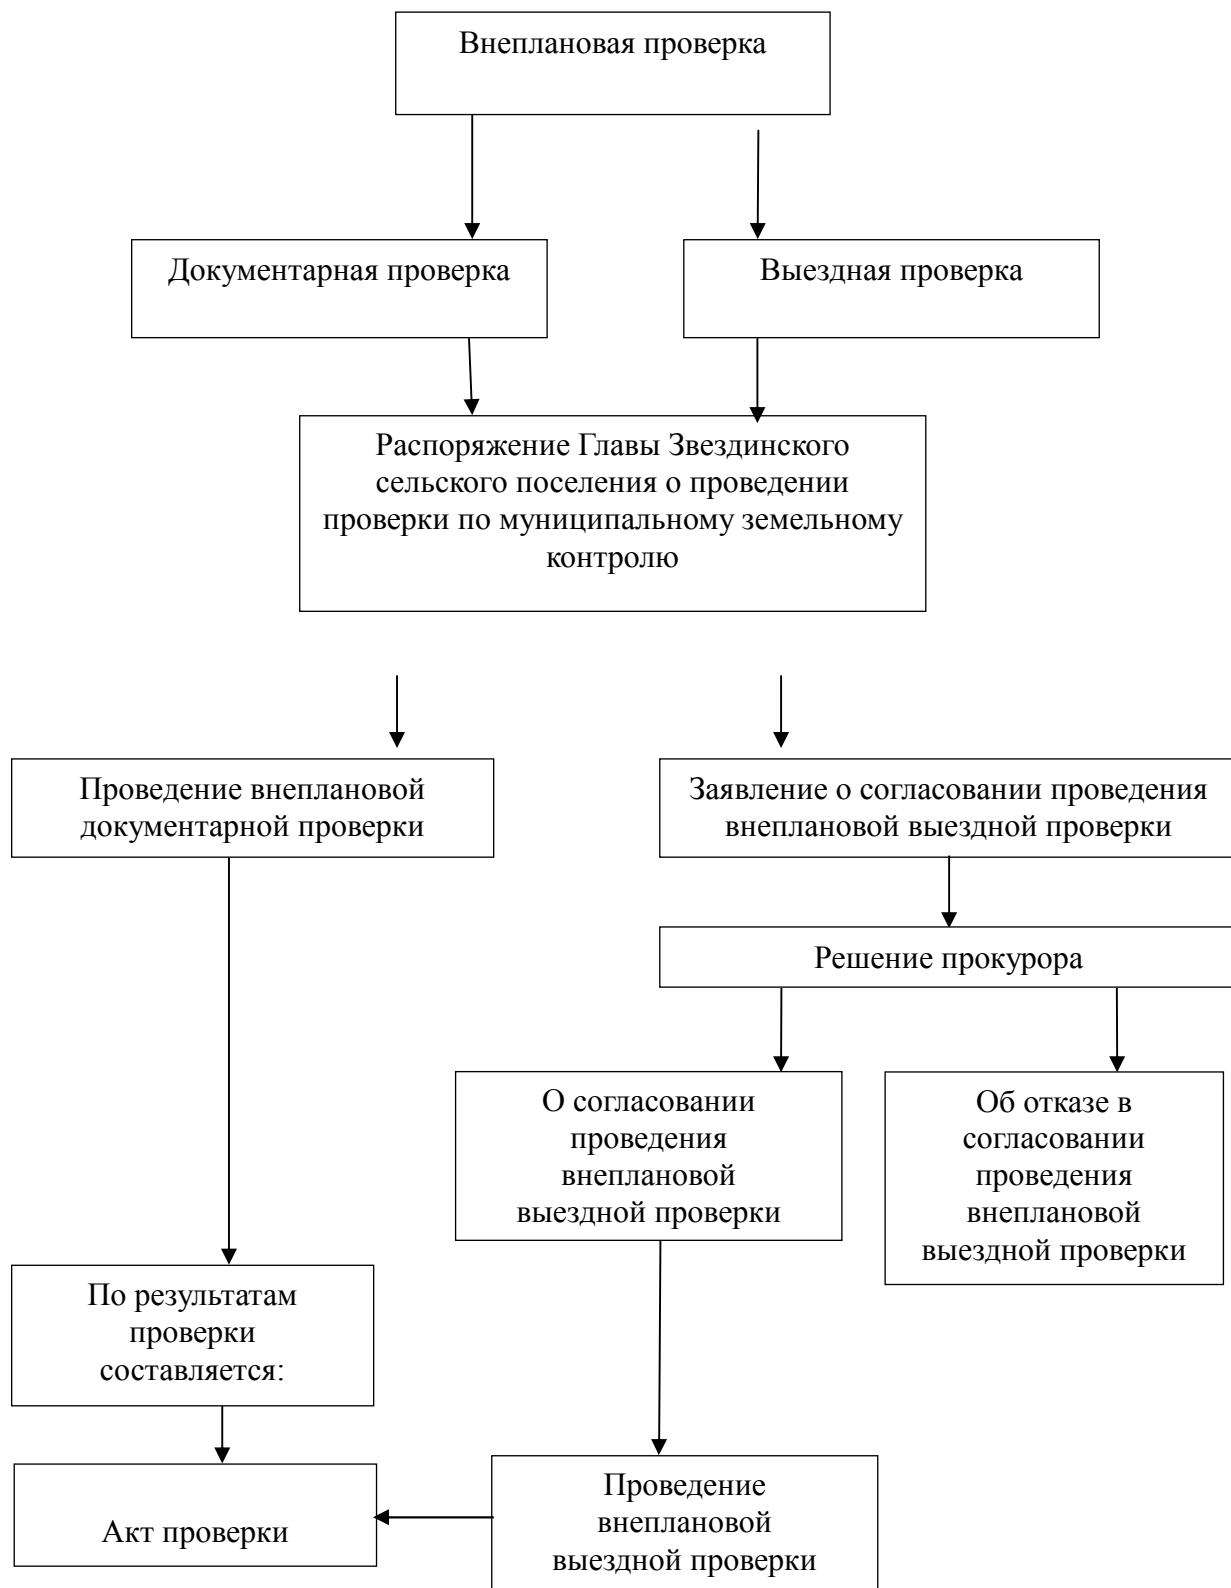 Внеплановая проверка
Документарная проверка
Выездная проверка
Распоряжение Главы Звездинского
сельского поселения о проведении
проверки по муниципальному земельному
контролю
Проведение внеплановой
документарной проверки
Заявление о согласовании проведения
внеплановой выездной проверки
Решение прокурора
О согласовании
проведения
внеплановой
выездной проверки
Об отказе в
согласовании
проведения
внеплановой
выездной проверки
По результатам
проверки
составляется:
Акт проверки
Проведение
внеплановой
выездной проверки